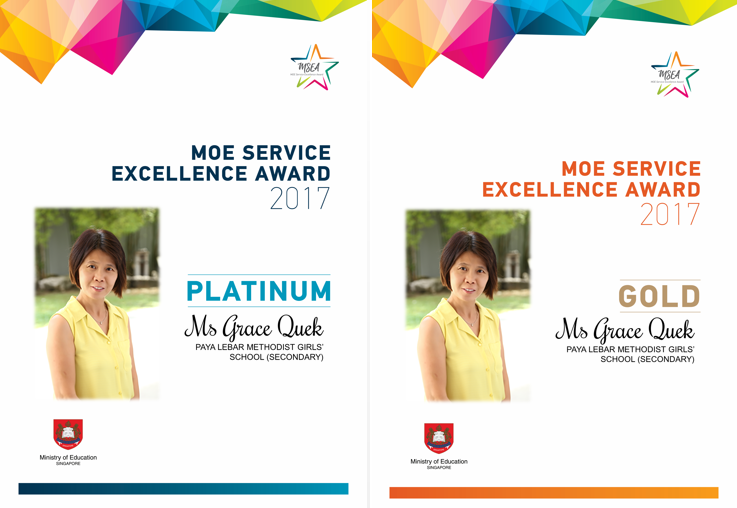 MSEA
MOE SERVICE
EXCELLENCE AWARD
2017
PLATINUM
Ms Grace Quek
PAYA LEBAR METHODIST GIRLS'
SCHOOL (SECONDARY)
Ministry of Education
SINGAPORE
MSEA
MOE SERVICE
EXCELLENCE AWARD
2017
GOLD
Ms Grace Quek
PAYA LEBAR METHODIST GIRLS'
SCHOOL (SECONDARY)
Ministry of Education
SINGAPORE